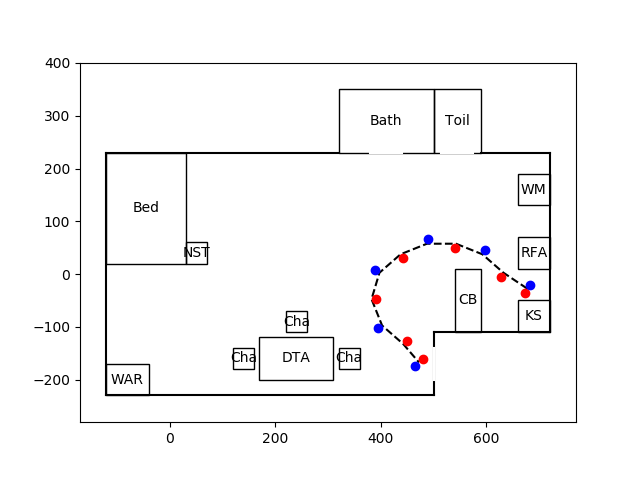 400
300
200
100
0
−100
−200
Bath
Toil
WM
Bed
NST
RFA
CB
KS
Cha
Cha
DTA
Cha
WAR
0
200
400
600